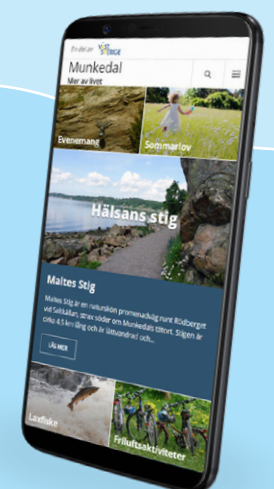 En del av VÄSTSVERIGE
Munkedal
Mer av livet
Evenemang
Sommarlov
Hälsans stig
Maltes Stig
Maltes Stig är en naturskön promenadväg runt Rödberget
vid Saltkällan, strax söder om Munkedals tätort. Stigen är
cirka 4,5 km lång och är lättvandrad och...
LÄS MER
Laxfiske
Friluftsaktiviteter